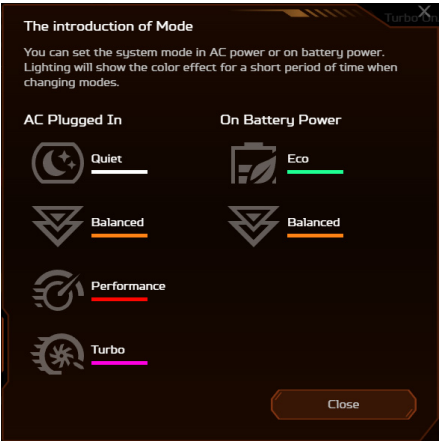 Turbo On
The introduction of Mode
You can set the system mode in AC power or on battery power.
Lighting will show the color effect for a short period of time when
changing modes.
AC Plugged In
On Battery Power
Quiet
Eco
Balanced
Balanced
Performance
Turbo
Close